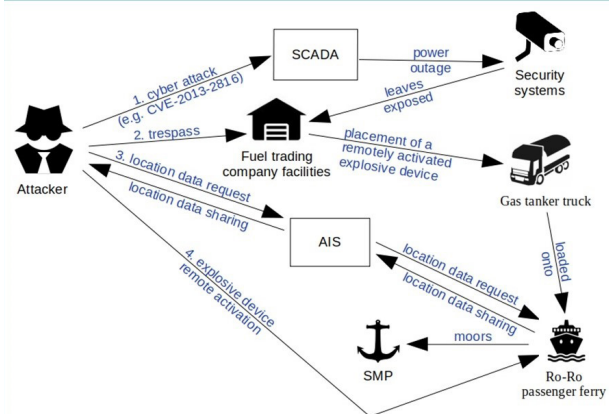 SCADA
power
outage
Security
systems
1. cyber attack
(e.g. CVE-2013-2816)
leaves
exposed
Attacker
2. trespass
Fuel trading
company facilities
placement of a
remotely activated
explosive device
Gas tanker truck
3. location data request
location data sharing
AIS
location data request
location data sharing
loaded
onto
4. explosive device
remote activation
moors
SMP
Ro-Ro
passenger ferry